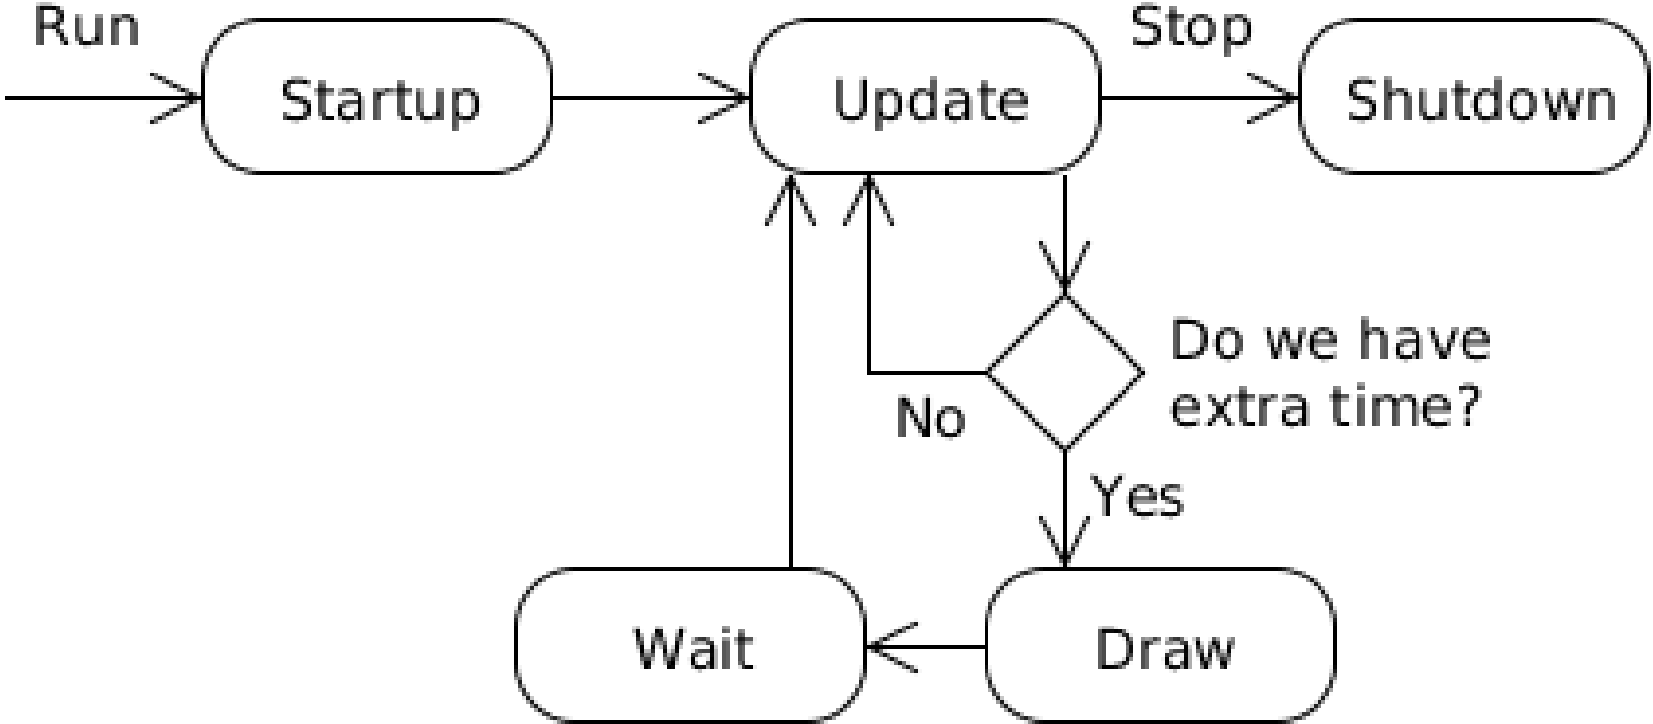 Run
Startup
Update
Stop
Shutdown
Do we have
extra time?
No
Yes
Wait
Draw